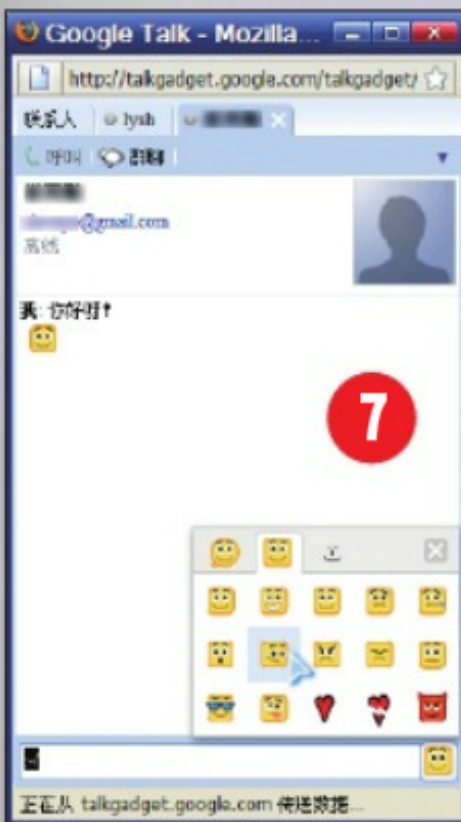 Google Talk - Mozilla...
http://talkgadget.google.com/talkgadget/
联系人 lysh
呼叫 群聊
@gmail.com
离线
我: 你好呀!
7
正在从 talkgadget.google.com 传送数据...